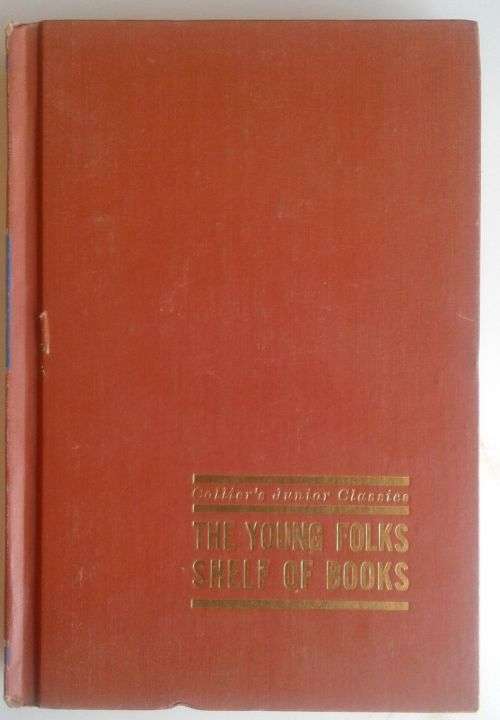 Collier's Junior Classics
THE YOUNG FOLKS
SHELF OF BOOKS